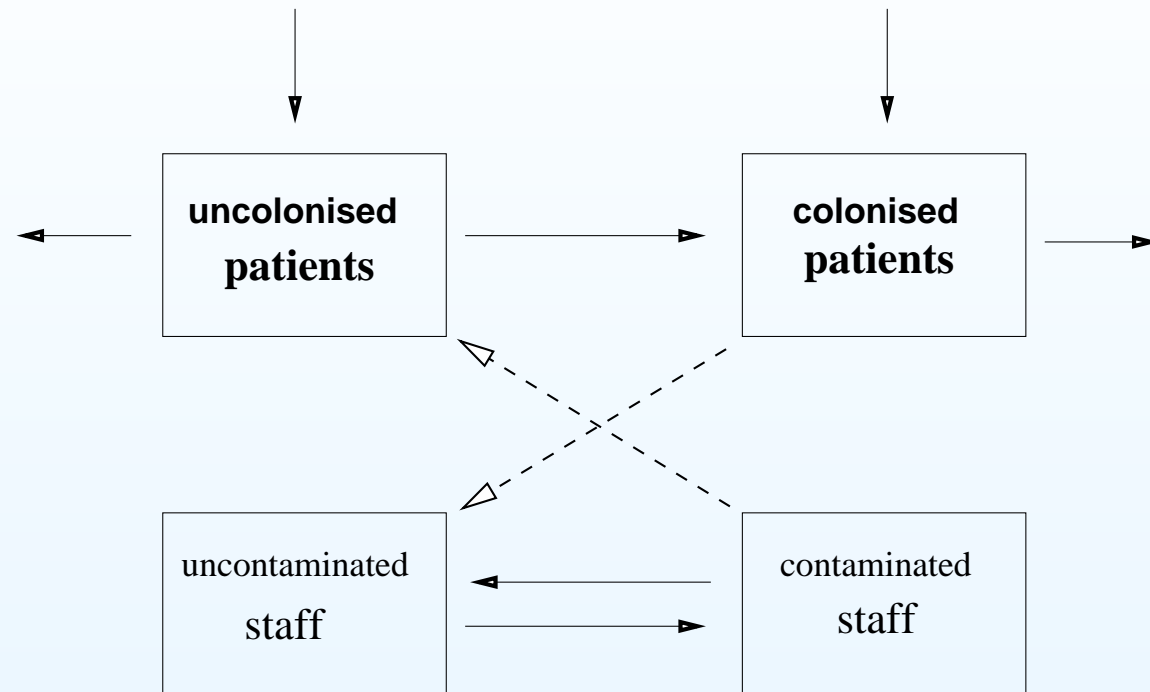 uncolonised
patients
colonised
patients
uncontaminated
staff
contaminated
staff